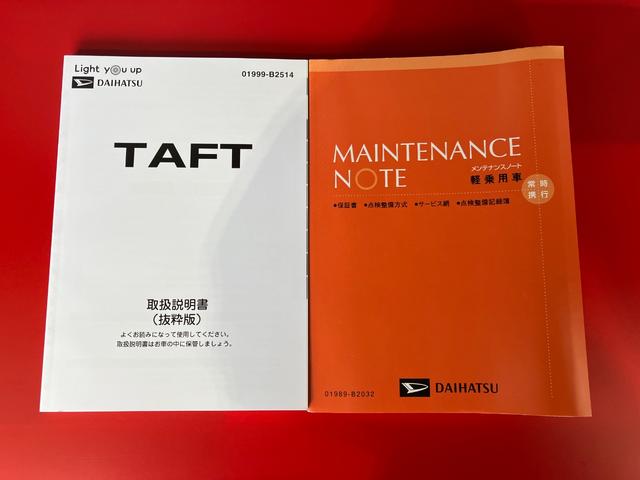 Light you up
DAIHATSU
01999-B2514
TAFT
取扱説明書
（抜粋版）
よくお読みになって使用してください。
取扱説明書はお車の中に保管しましょう。
MAINTENANCE
NOTE
メンテナンスノート
軽乗用車
常時
携行
●保証書 ●点検整備方式 ●サービス網 ●点検整備記録簿
01989-B2032
DAIHATSU